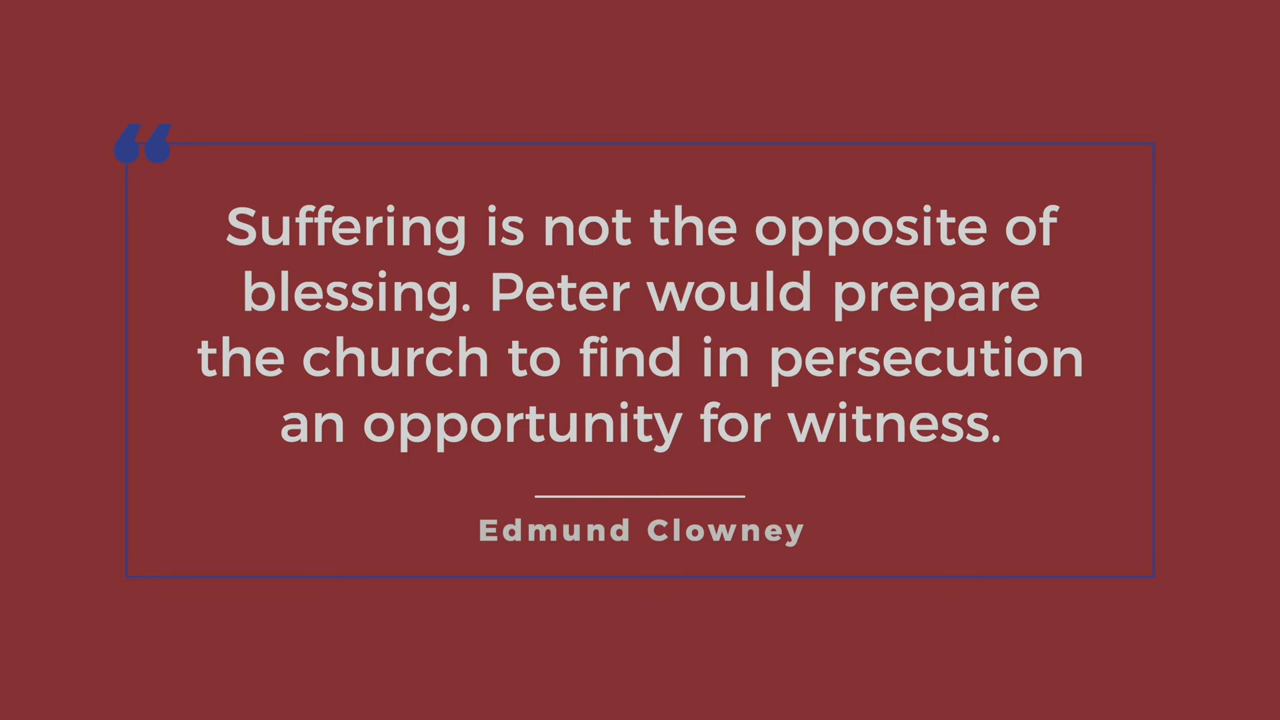 “
Suffering is not the opposite of
blessing. Peter would prepare
the church to find in persecution
an opportunity for witness.
Edmund Clowney